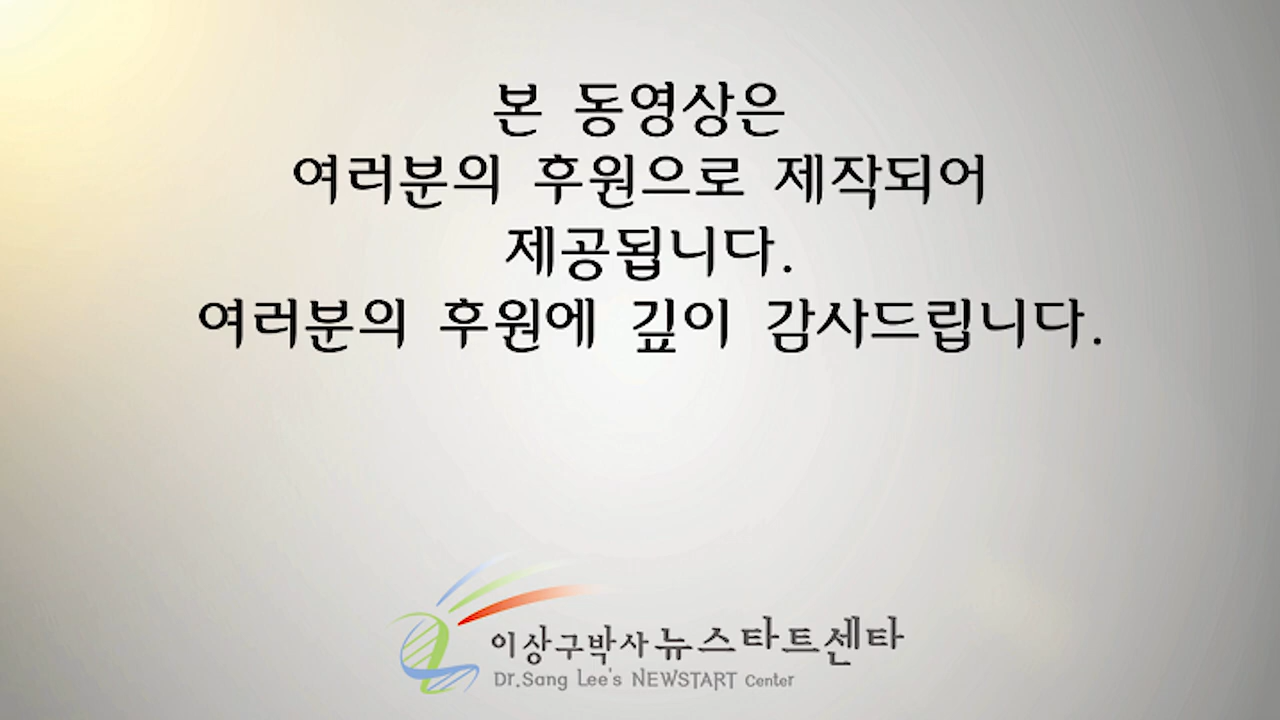 본 동영상은
여러분의 후원으로 제작되어
제공됩니다.
여러분의 후원에 깊이 감사드립니다.
이상구박사 뉴스타트센타
Dr.Sang Lee's NEWSTART Center